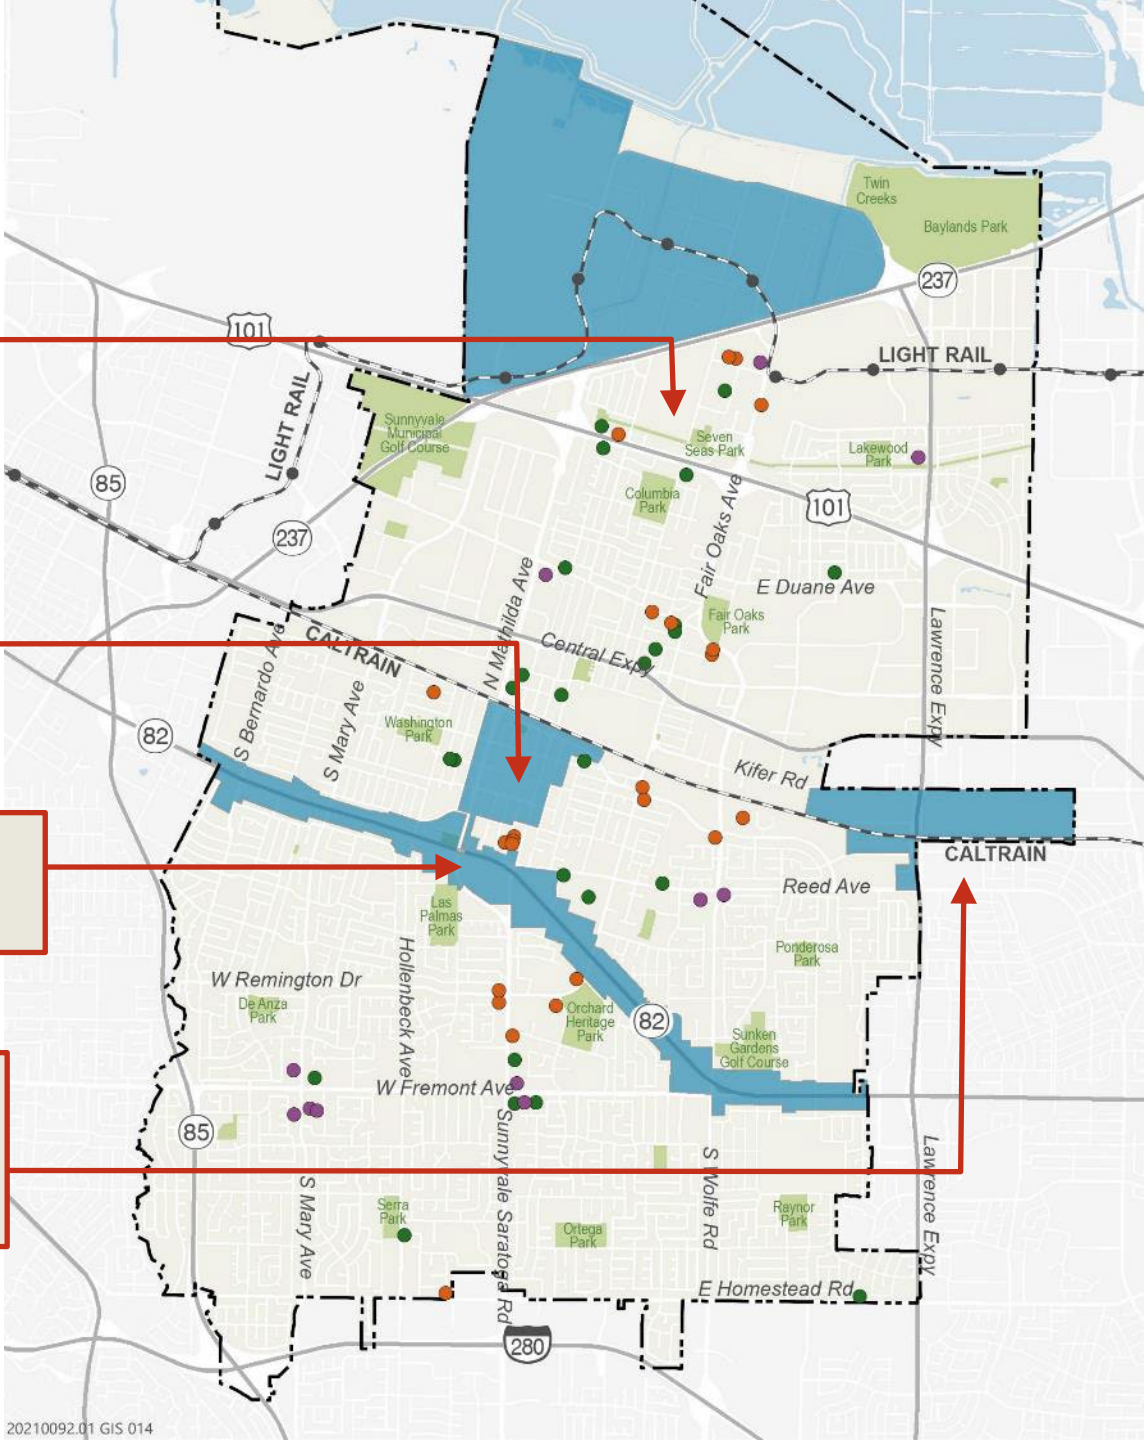 Twin
Creeks
Baylands Park
237
101
LIGHT RAIL
LIGHT RAIL
Sunnyvale
Municipal
Golf Course
Seven
Seas Park
Lakewood
Park
85
Columbia
Park
101
237
Fair Oaks Ave
E Duane Ave
N Mathilda Ave
Fair Oaks
Park
CALTRAIN
Central Expy
Lawrence Expy
S Bernardo Ave
S Mary Ave
Washington
Park
82
Kifer Rd
CALTRAIN
Reed Ave
Las
Palmas
Park
Hollenbeck Ave
Ponderosa
Park
W Remington Dr
De Anza
Park
Orchard
Heritage
Park
82
Sunken
Gardens
Golf Course
W Fremont Ave
85
Sunnyvale Saratoga Rd
S Wolfe Rd
Lawrence Expy
S Mary Ave
Serra
Park
Ortega
Park
Raynor
Park
E Homestead Rd
280
20210092.01 GIS 014